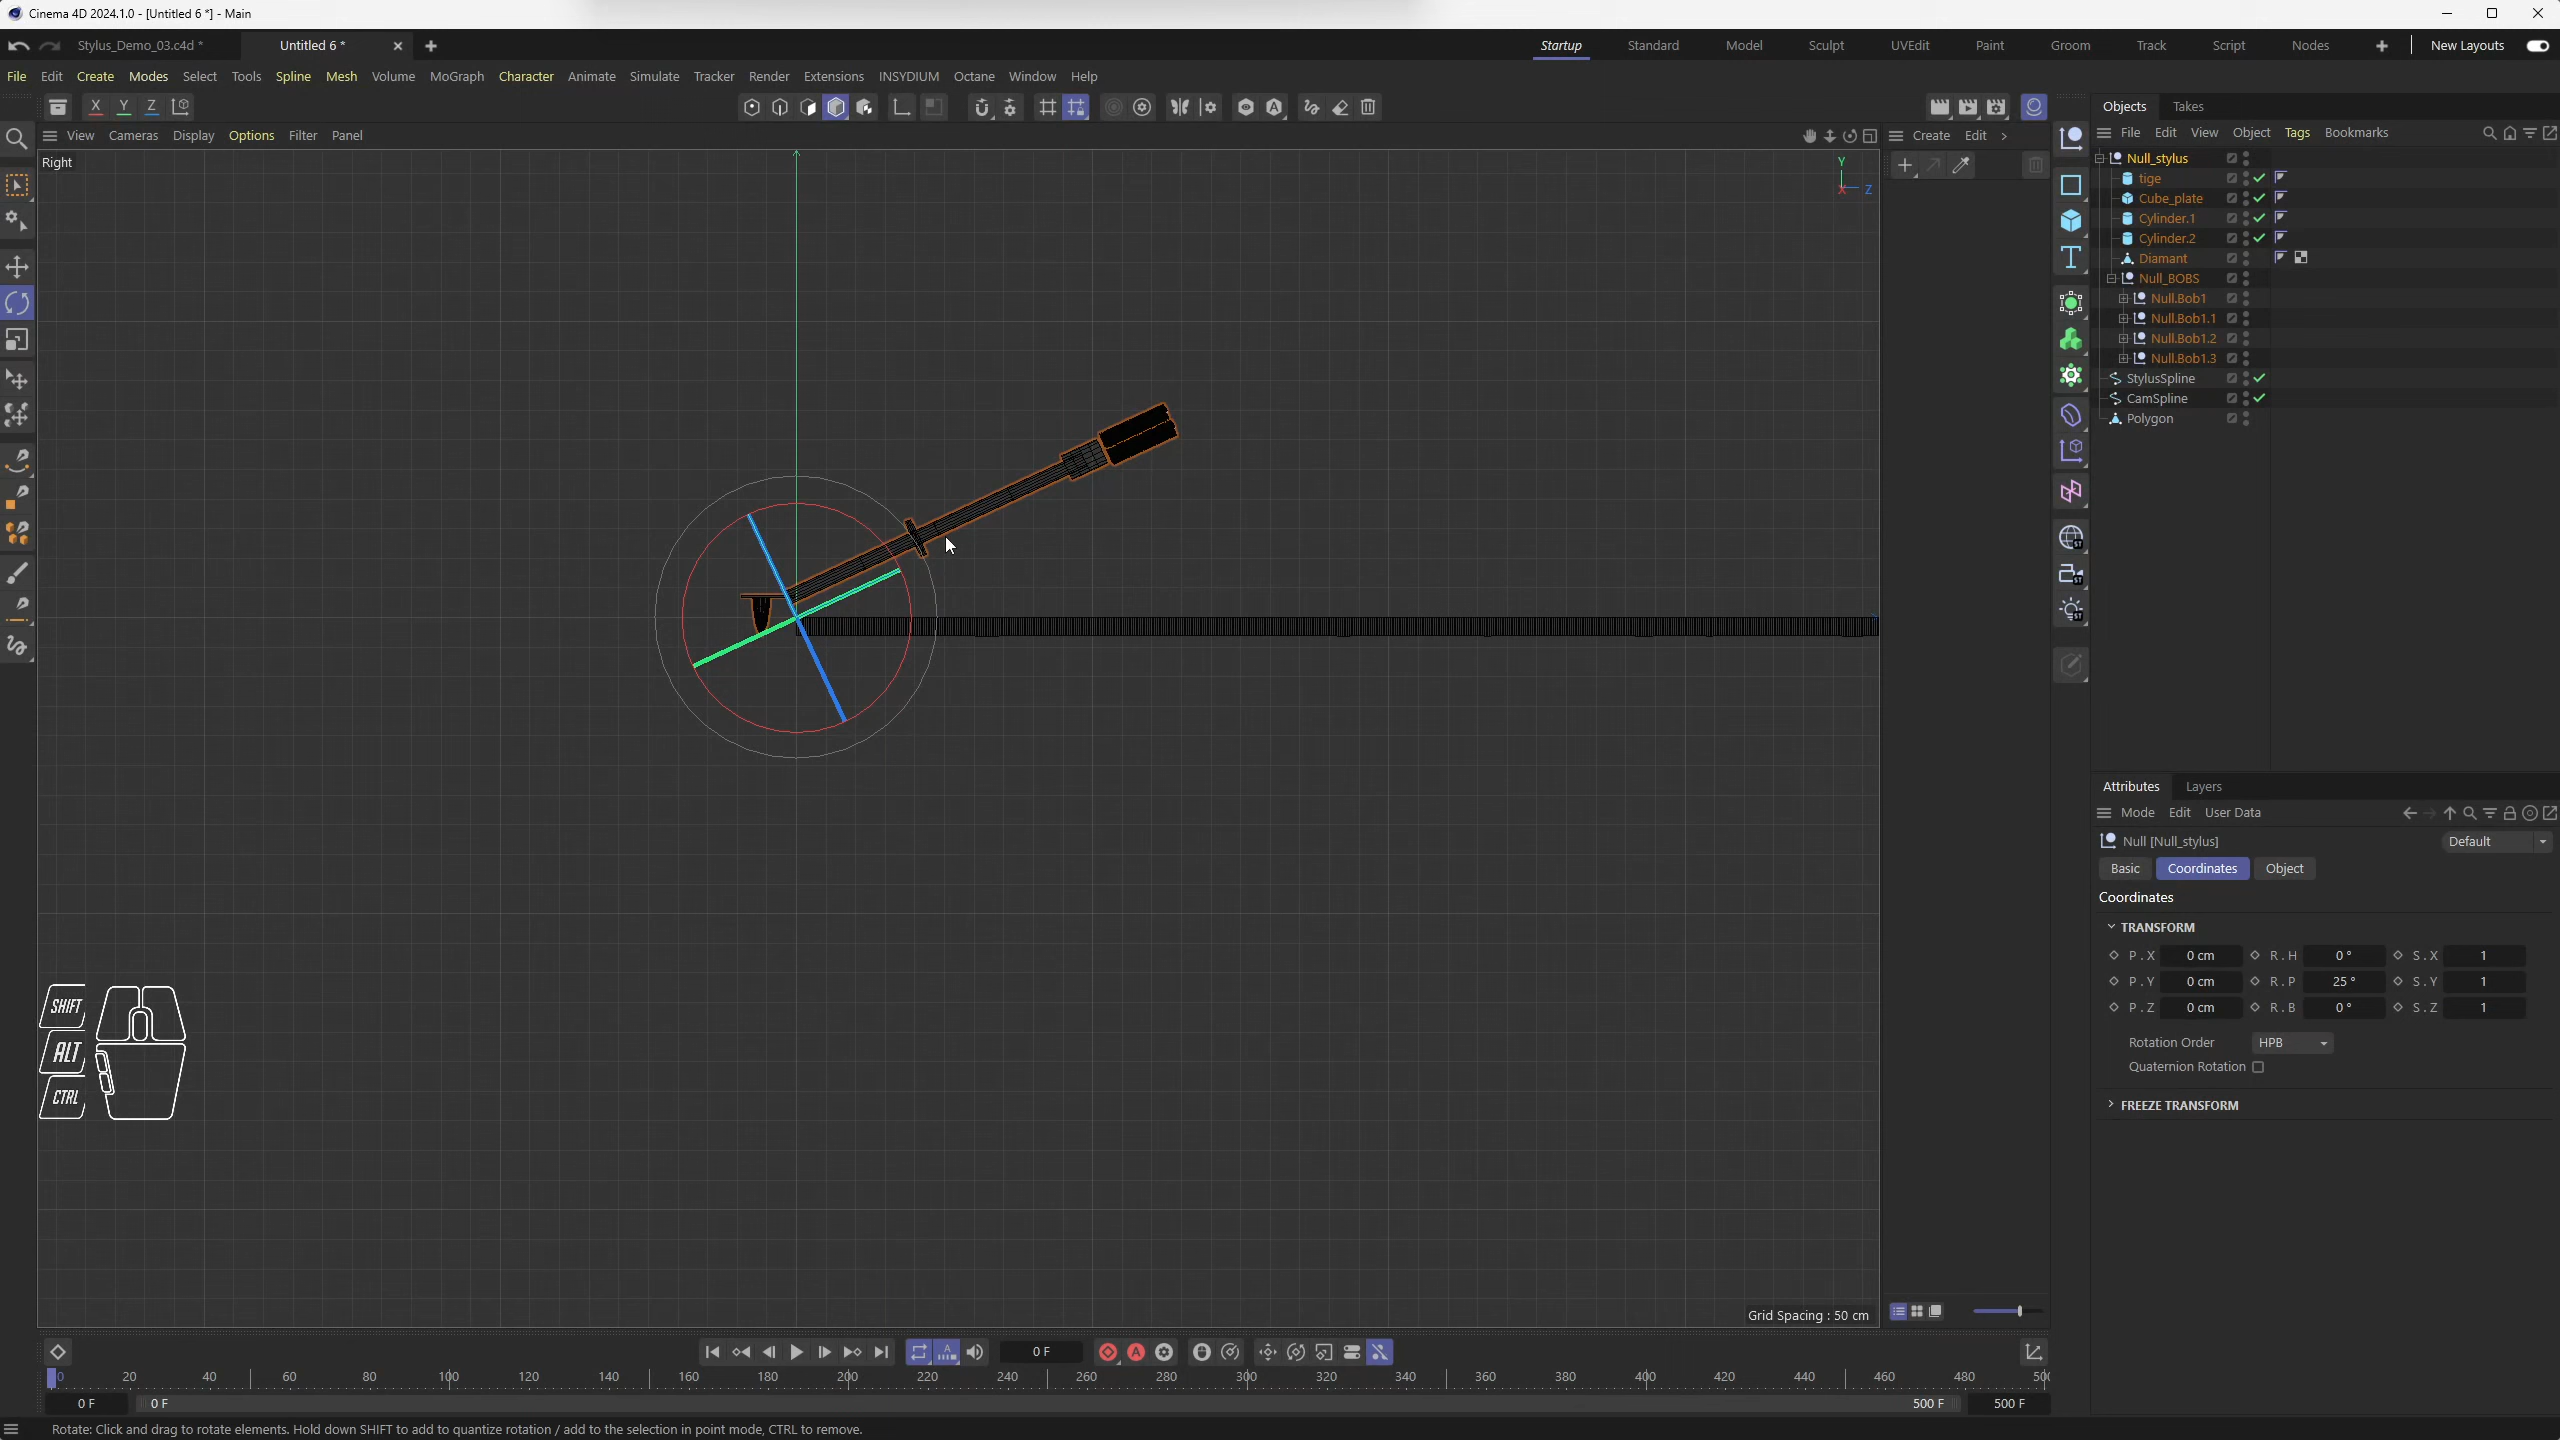 Cinema 4D 2024.1.0 - [Untitled 6 *] - Main
Stylus_Demo_03.c4d *
Untitled 6 *
Startup
Standard
Model
Sculpt
UVEdit
Paint
Groom
Track
Script
Nodes
New Layouts
File Edit Create Modes Select Tools Spline Mesh Volume MoGraph Character Animate Simulate Tracker Render Extensions INSYDIUM Octane Window Help
X Y Z
Objects Takes
View Cameras Display Options Filter Panel
Create Edit
File Edit View Object Tags Bookmarks
Right
Y
X Z
Null_stylus
tige
Cube_plate
Cylinder.1
Cylinder.2
Diamant
Null_BOBS
Null.Bob1
Null.Bob1.1
Null.Bob1.2
Null.Bob1.3
StylusSpline
CamSpline
Polygon
Attributes Layers
Mode Edit User Data
Null [Null_stylus]
Default
Basic Coordinates Object
Coordinates
TRANSFORM
P . X 0 cm R . H 0 ° S . X 1
P . Y 0 cm R . P 25 ° S . Y 1
P . Z 0 cm R . B 0 ° S . Z 1
Rotation Order HPB
Quaternion Rotation
FREEZE TRANSFORM
SHIFT
ALT
CTRL
Grid Spacing : 50 cm
0 F
0 20 40 60 80 100 120 140 160 180 200 220 240 260 280 300 320 340 360 380 400 420 440 460 480 500
0 F 0 F 500 F 500 F
Rotate: Click and drag to rotate elements. Hold down SHIFT to add to quantize rotation / add to the selection in point mode, CTRL to remove.